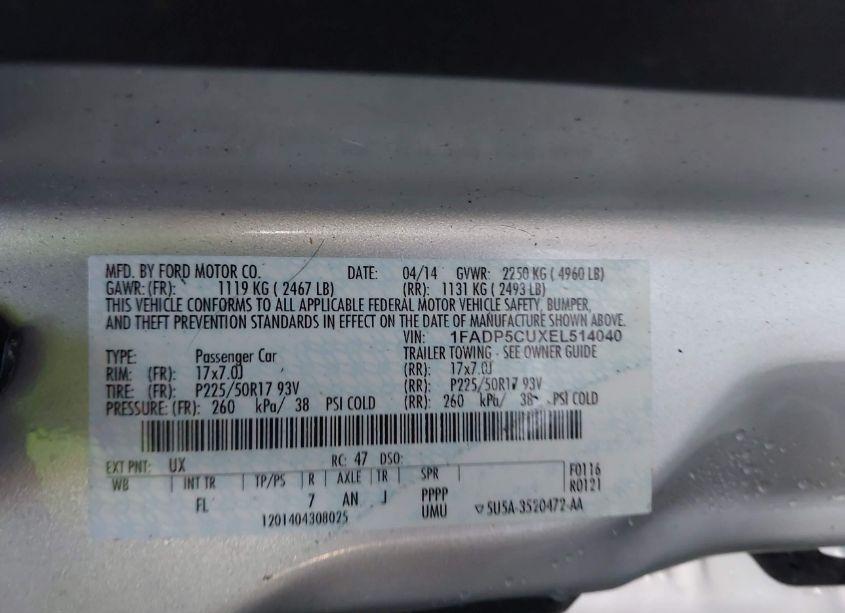 MFD. BY FORD MOTOR CO. DATE: 04/14 GVWR: 2250 KG ( 4960 LB)
GAWR: (FR): 1119 KG ( 2467 LB) (RR): 1131 KG ( 2493 LB)
THIS VEHICLE CONFORMS TO ALL APPLICABLE FEDERAL MOTOR VEHICLE SAFETY, BUMPER,
AND THEFT PREVENTION STANDARDS IN EFFECT ON THE DATE OF MANUFACTURE SHOWN ABOVE.
VIN: 1FADP5CUXEL514040
TYPE: Passenger Car TRAILER TOWING - SEE OWNER GUIDE
RIM: (FR): 17x7.0J (RR): 17x7.0J
TIRE: (FR): P225/50R17 93V (RR): P225/50R17 93V
PRESSURE: (FR): 260 kPa/ 38 PSI COLD (RR): 260 kPa/ 38 PSI COLD
EXT PNT: UX RC: 47 DSO: F0116
WB INT TR TP/PS R AXLE TR SPR R0121
FL 7 AN J PPPP
1201404308025 UMU ▽5U5A-3520472-AA